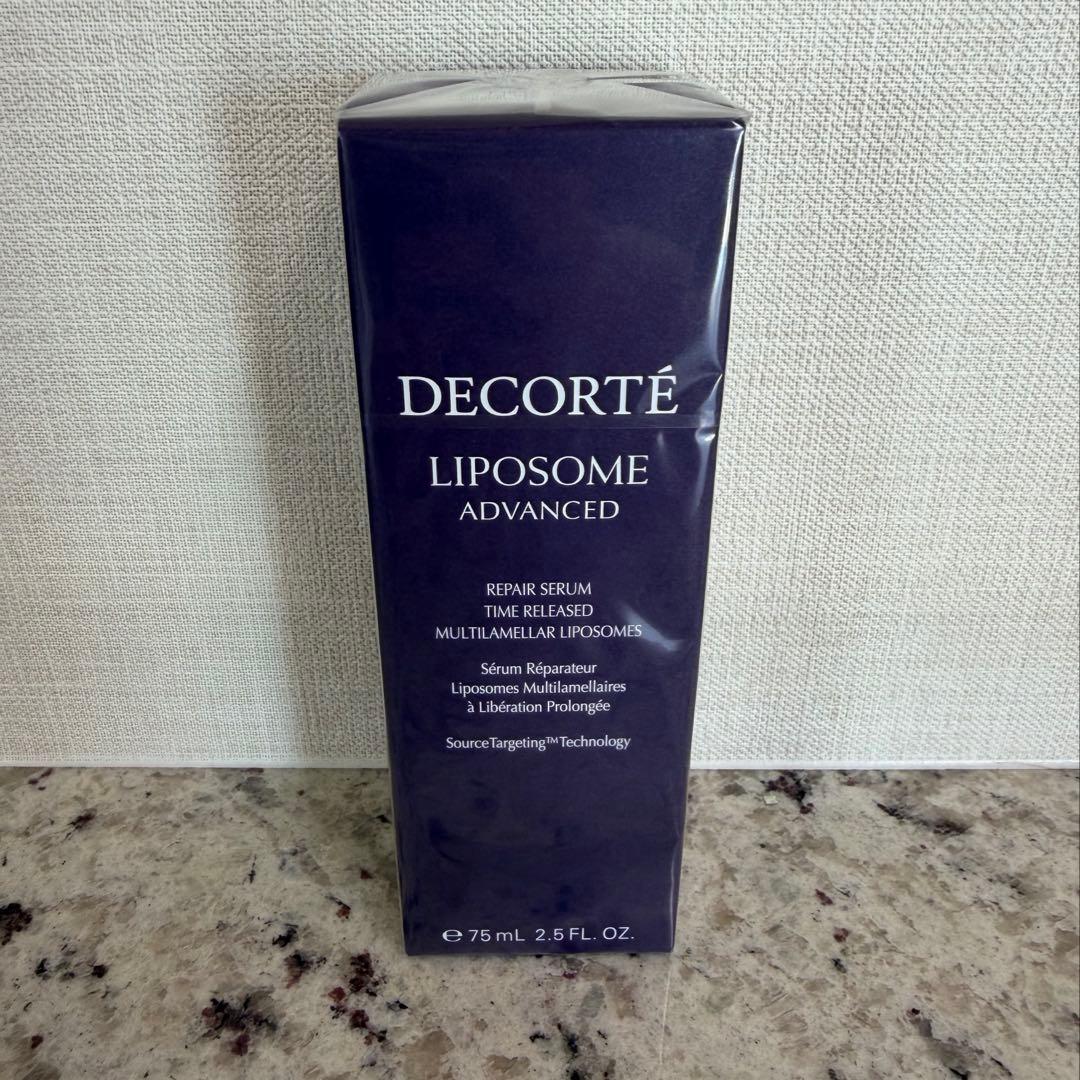 DECORTÉ
LIPOSOME
ADVANCED
REPAIR SERUM
TIME RELEASED
MULTILAMELLAR LIPOSOMES
Sérum Réparateur
Liposomes Multilamellaires
à Libération Prolongée
SourceTargeting™Technology
℮ 75 mL 2.5 FL. OZ.